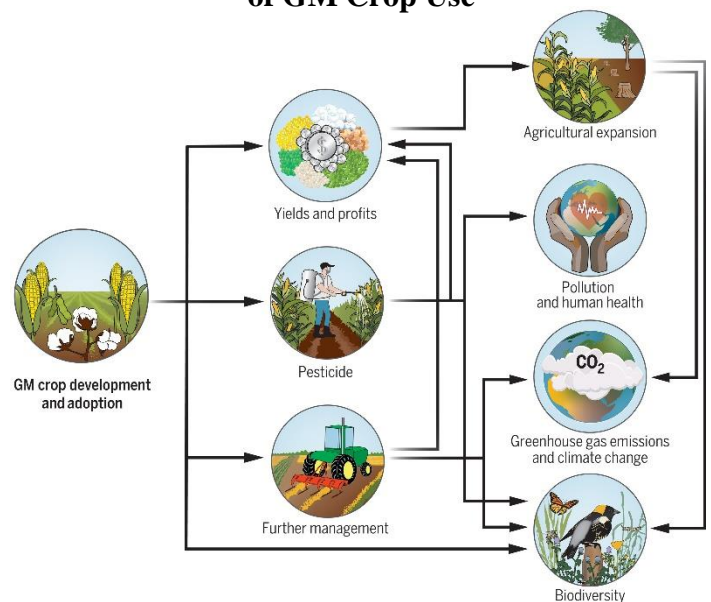 of GM Crop Use
Agricultural expansion
$
Yields and profits
Pollution
and human health
GM crop development
and adoption
Pesticide
CO₂
Greenhouse gas emissions
and climate change
Further management
Biodiversity